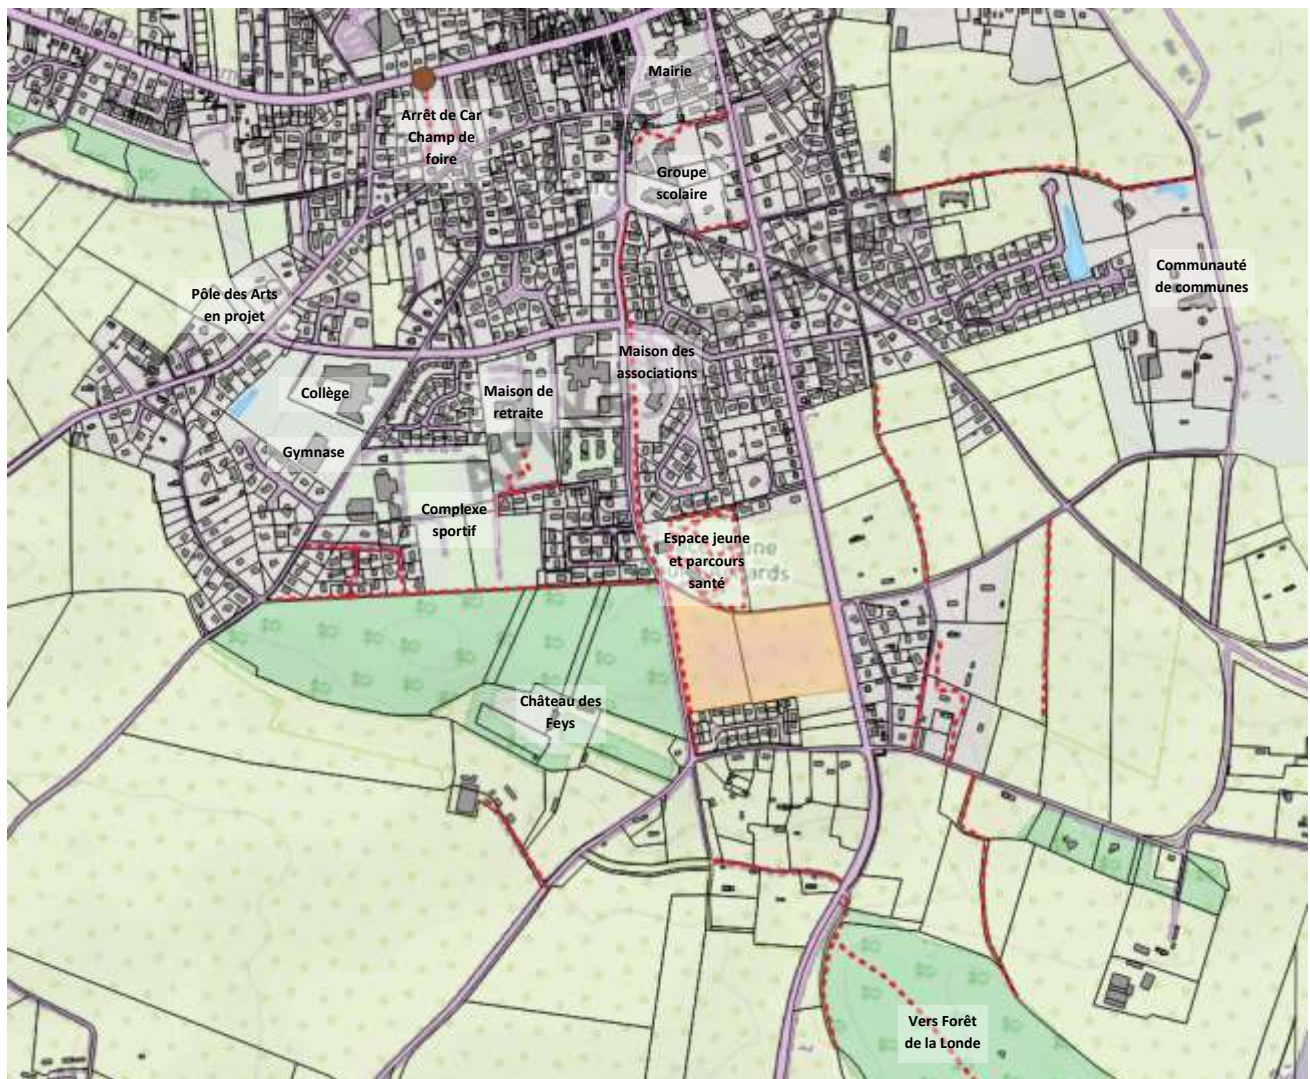 Mairie
Arrêt de Car
Champ de
foire
Groupe
scolaire
Communauté
de communes
Pôle des Arts
en projet
Maison des
associations
Collège
Maison de
retraite
Gymnase
Complexe
sportif
Espace jeune
et parcours
santé
Château des
Feys
Vers Forêt
de la Londe